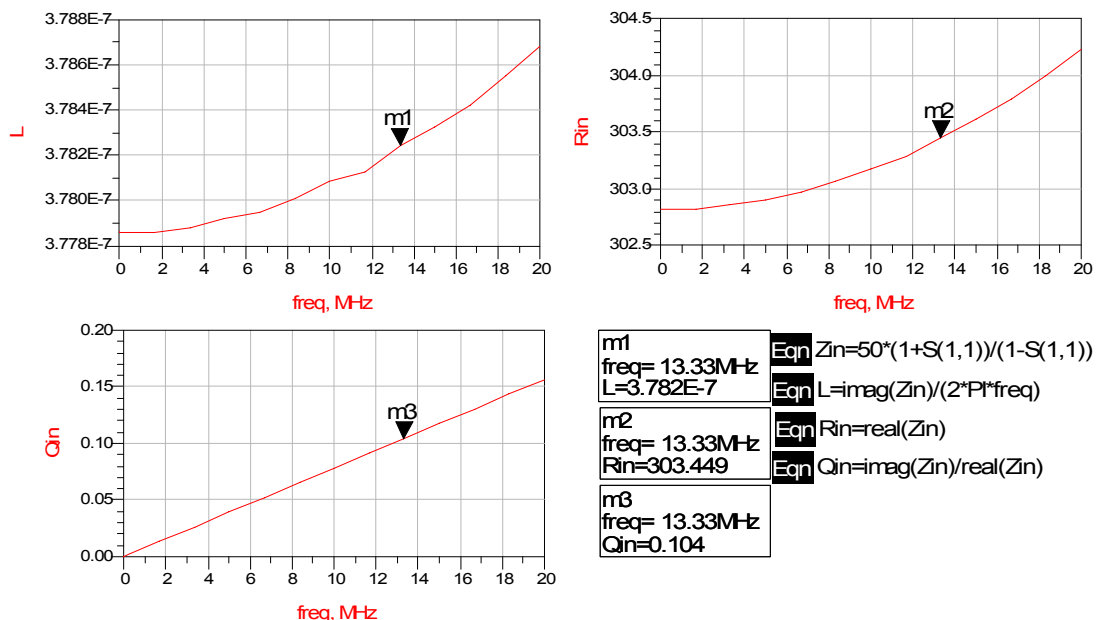 3.788E-7
3.786E-7
3.784E-7
3.782E-7
3.780E-7
3.778E-7
L
m1
0 2 4 6 8 10 12 14 16 18 20
freq, MHz
304.5
304.0
303.5
303.0
302.5
Rin
m2
0 2 4 6 8 10 12 14 16 18 20
freq, MHz
0.20
0.15
0.10
0.05
0.00
Qin
m3
0 2 4 6 8 10 12 14 16 18 20
freq, MHz
m1
freq= 13.33MHz
L=3.782E-7
m2
freq= 13.33MHz
Rin=303.449
m3
freq= 13.33MHz
Qin=0.104
Eqn Zin=50*(1+S(1,1))/(1-S(1,1))
Eqn L=imag(Zin)/(2*PI*freq)
Eqn Rin=real(Zin)
Eqn Qin=imag(Zin)/real(Zin)